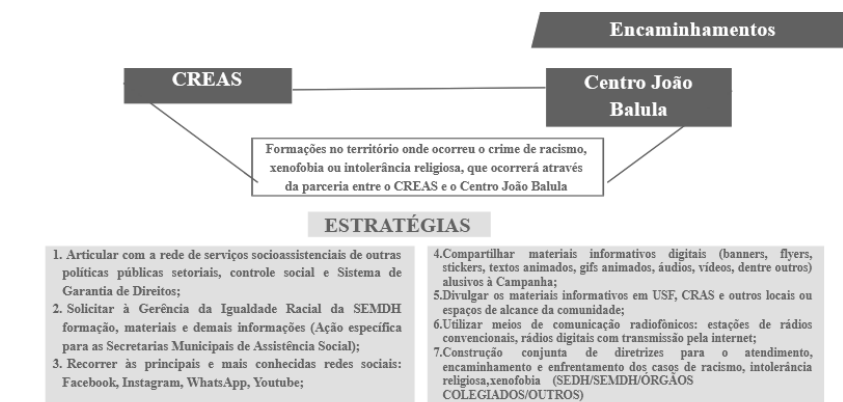 Encaminhamentos
CREAS
Centro João
Balula
Formações no território onde ocorreu o crime de racismo,
xenofobia ou intolerância religiosa, que ocorrerá através
da parceria entre o CREAS e o Centro João Balula
ESTRATÉGIAS
1. Articular com a rede de serviços socioassistenciais de outras
políticas públicas setoriais, controle social e Sistema de
Garantia de Direitos;
2. Solicitar à Gerência da Igualdade Racial da SEMDH
formação, materiais e demais informações (Ação específica
para as Secretarias Municipais de Assistência Social);
3. Recorrer às principais e mais conhecidas redes sociais:
Facebook, Instagram, WhatsApp, Youtube;
4.Compartilhar materiais informativos digitais (banners, flyers,
stickers, textos animados, gifs animados, áudios, vídeos, dentre outros)
alusivos à Campanha;
5.Divulgar os materiais informativos em USF, CRAS e outros locais ou
espaços de alcance da comunidade;
6.Utilizar meios de comunicação radiofônicos: estações de rádios
convencionais, rádios digitais com transmissão pela internet;
7.Construção conjunta de diretrizes para o atendimento,
encaminhamento e enfrentamento dos casos de racismo, intolerância
religiosa,xenofobia (SEDH/SEMDH/ÓRGÃOS
COLEGIADOS/OUTROS)